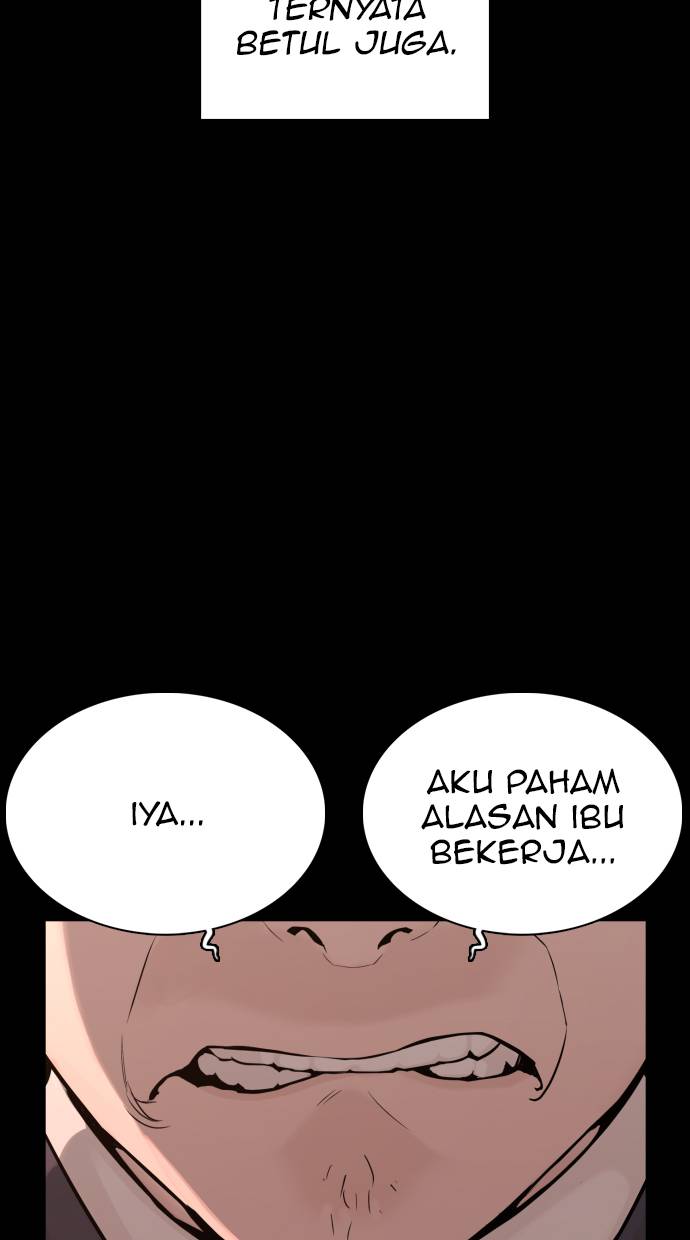 TERNYATA
BETUL JUGA.
IYA...
AKU PAHAM
ALASAN IBU
BEKERJA...